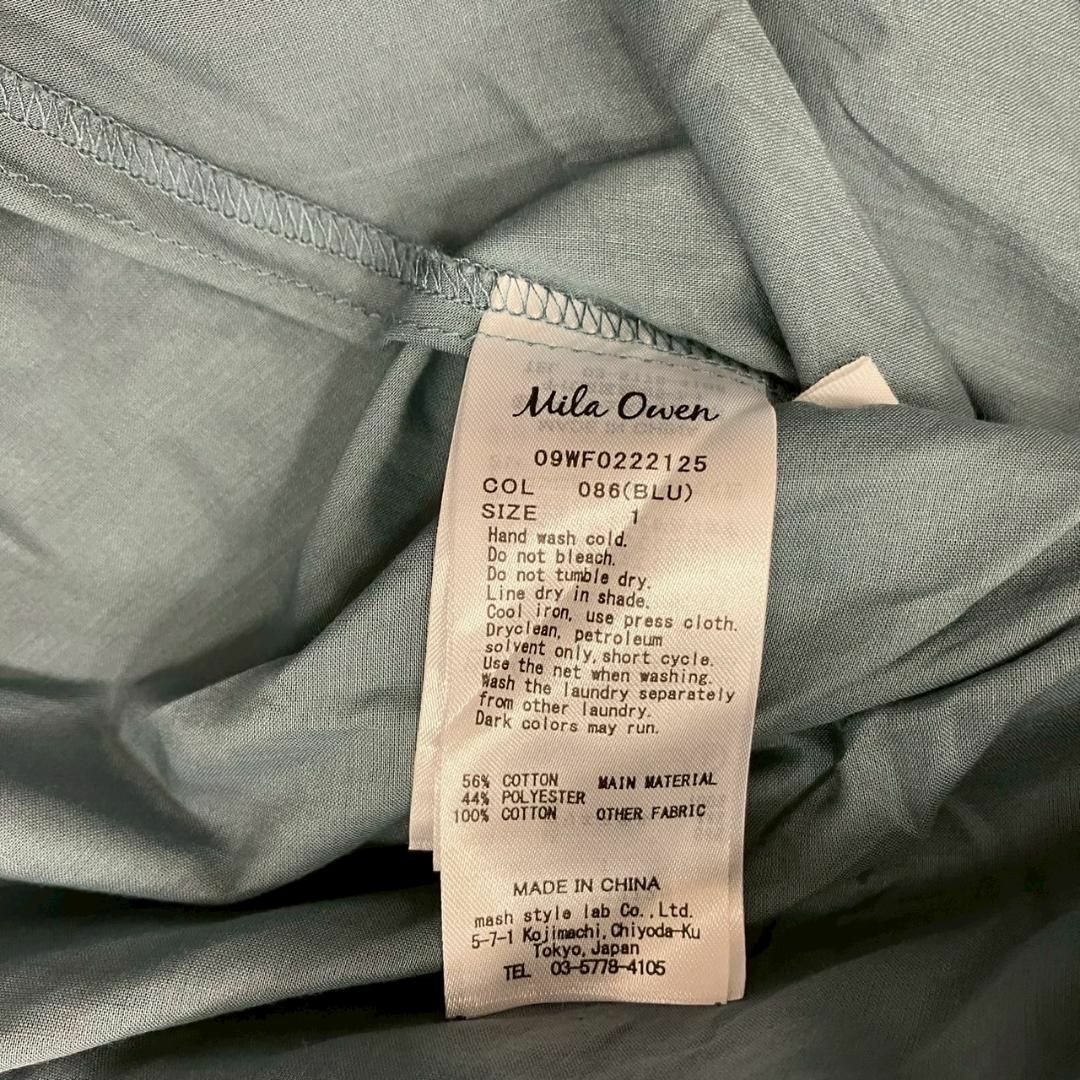 Mila Owen
09WF0222125
COL 086(BLU)
SIZE 1
Hand wash cold.
Do not bleach.
Do not tumble dry.
Line dry in shade.
Cool iron, use press cloth.
Dryclean, petroleum
solvent only, short cycle.
Use the net when washing.
Wash the laundry separately
from other laundry.
Dark colors may run.
56% COTTON MAIN MATERIAL
44% POLYESTER
100% COTTON OTHER FABRIC
MADE IN CHINA
mash style lab Co.,Ltd.
5-7-1 Kojimachi,Chiyoda-Ku
Tokyo,Japan
TEL 03-5778-4105